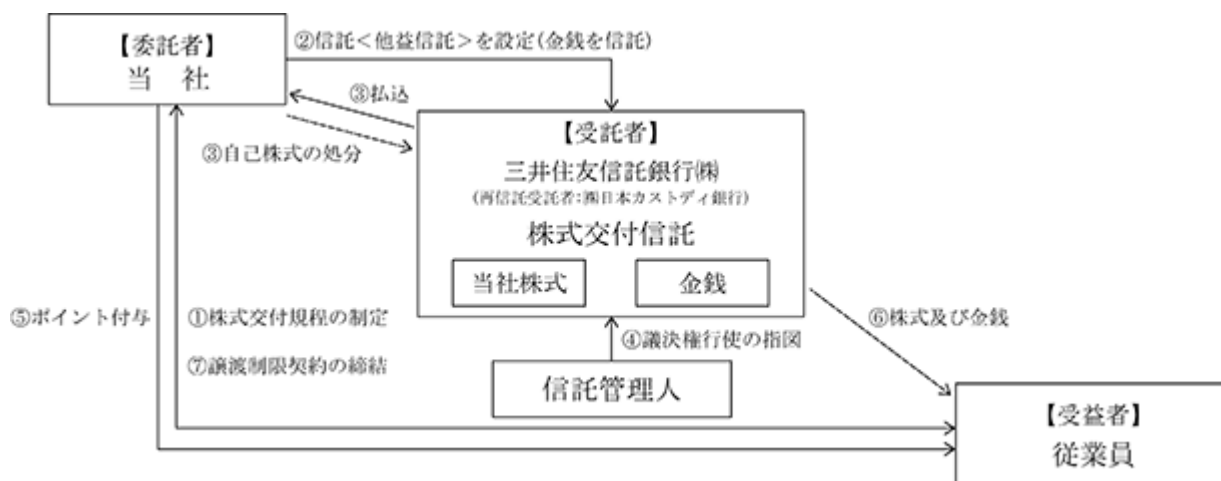 【委託者】
当　社
②信託＜他益信託＞を設定(金銭を信託)
③払込
③自己株式の処分
【受託者】
三井住友信託銀行㈱
(再信託受託者:㈱日本カストディ銀行)
株式交付信託
当社株式
金銭
⑤ポイント付与
①株式交付規程の制定
⑦譲渡制限契約の締結
④議決権行使の指図
⑥株式及び金銭
信託管理人
【受益者】
従業員